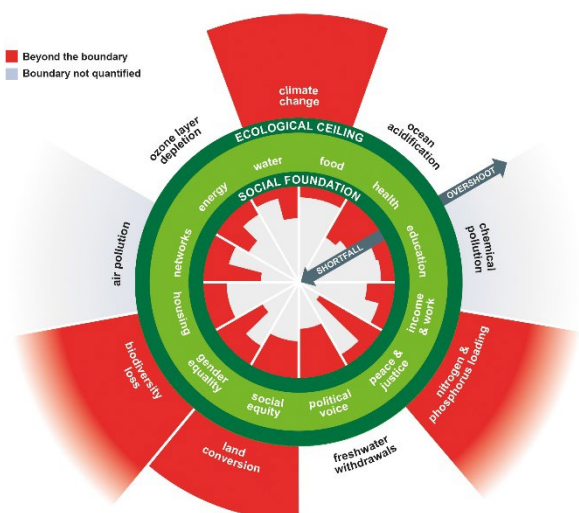 Beyond the boundary
Boundary not quantified
climate
change
ozone layer
depletion
ocean
acidification
ECOLOGICAL CEILING
OVERSHOOT
water
food
energy
health
SOCIAL FOUNDATION
networks
education
SHORTFALL
air pollution
chemical
pollution
housing
income
& work
gender
equality
peace &
justice
social
equity
political
voice
biodiversity
loss
nitrogen &
phosphorus loading
land
conversion
freshwater
withdrawals